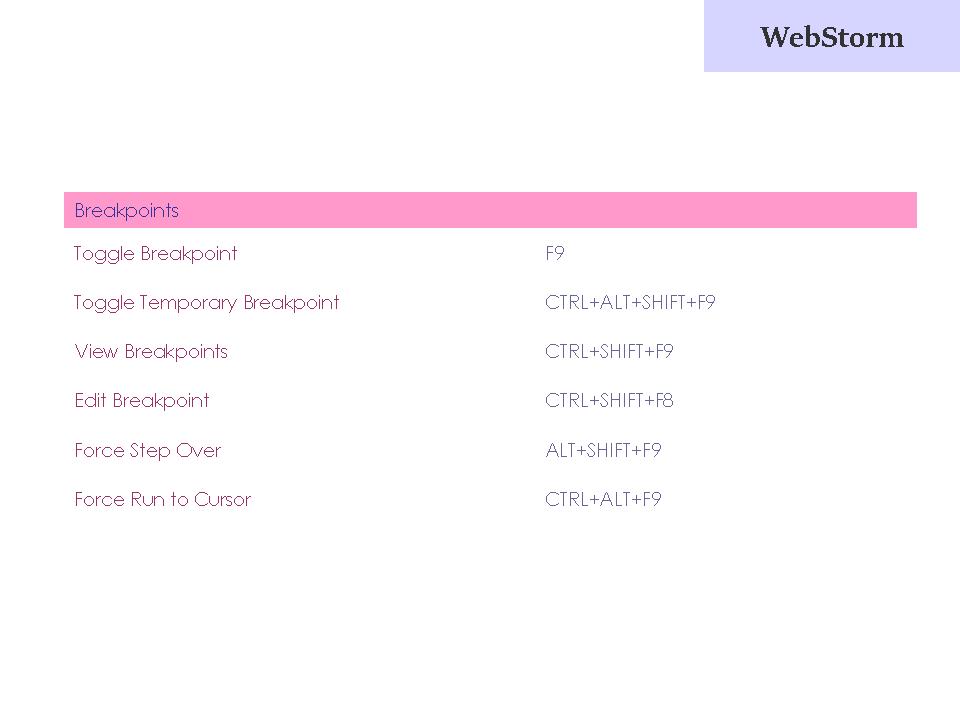 WebStorm
Breakpoints
Toggle Breakpoint F9
Toggle Temporary Breakpoint CTRL+ALT+SHIFT+F9
View Breakpoints CTRL+SHIFT+F9
Edit Breakpoint CTRL+SHIFT+F8
Force Step Over ALT+SHIFT+F9
Force Run to Cursor CTRL+ALT+F9